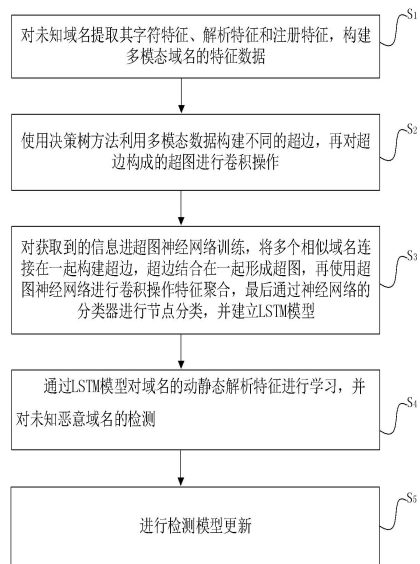 对未知域名提取其字符特征、解析特征和注册特征，构建
多模态域名的特征数据
S1
使用决策树方法利用多模态数据构建不同的超边，再对超
边构成的超图进行卷积操作
S2
对获取到的信息进超图神经网络训练，将多个相似域名连
接在一起构建超边，超边结合在一起形成超图，再使用超
图神经网络进行卷积操作特征聚合，最后通过神经网络的
分类器进行节点分类，并建立LSTM模型
S3
通过LSTM模型对域名的动静态解析特征进行学习，并
对未知恶意域名的检测
S4
进行检测模型更新
S5